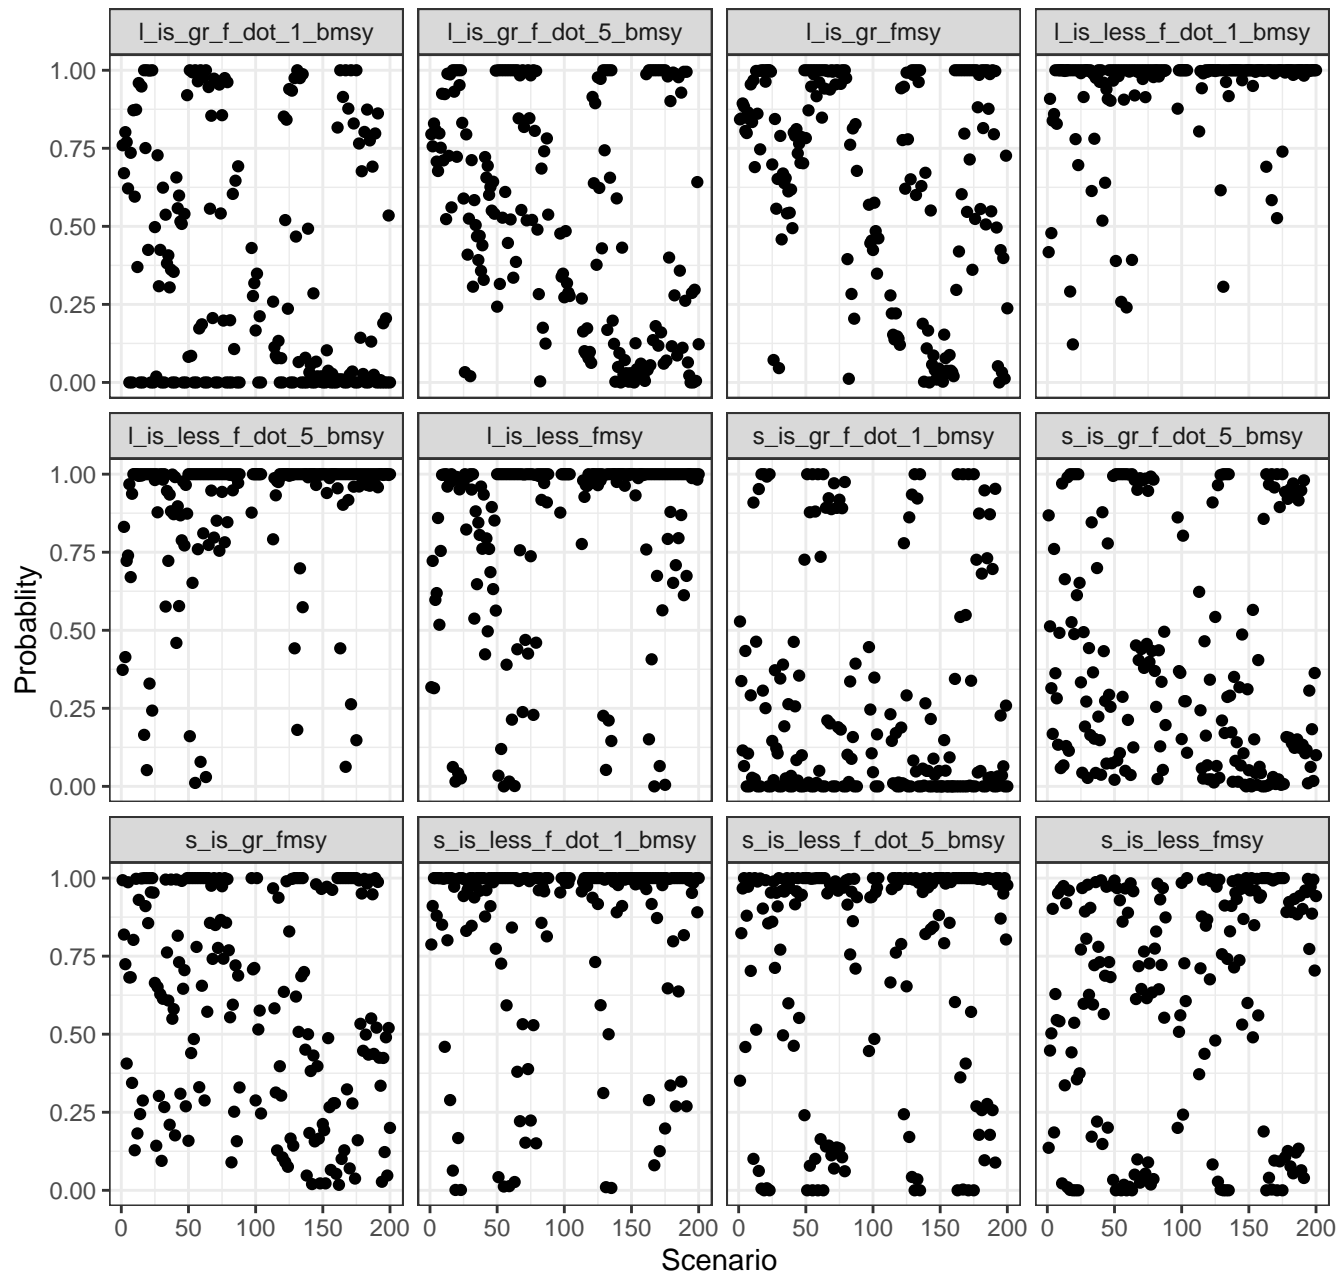 l_is_gr_f_dot_1_bmsy l_is_gr_f_dot_5_bmsy l_is_gr_fmsy l_is_less_f_dot_1_bmsy
1.00
0.75
0.50
0.25
0.00
l_is_less_f_dot_5_bmsy l_is_less_fmsy s_is_gr_f_dot_1_bmsy s_is_gr_f_dot_5_bmsy
1.00
0.75
0.50
0.25
0.00
Probablity
s_is_gr_fmsy s_is_less_f_dot_1_bmsy s_is_less_f_dot_5_bmsy s_is_less_fmsy
1.00
0.75
0.50
0.25
0.00
0 50 100 150 200 0 50 100 150 200 0 50 100 150 200 0 50 100 150 200
Scenario